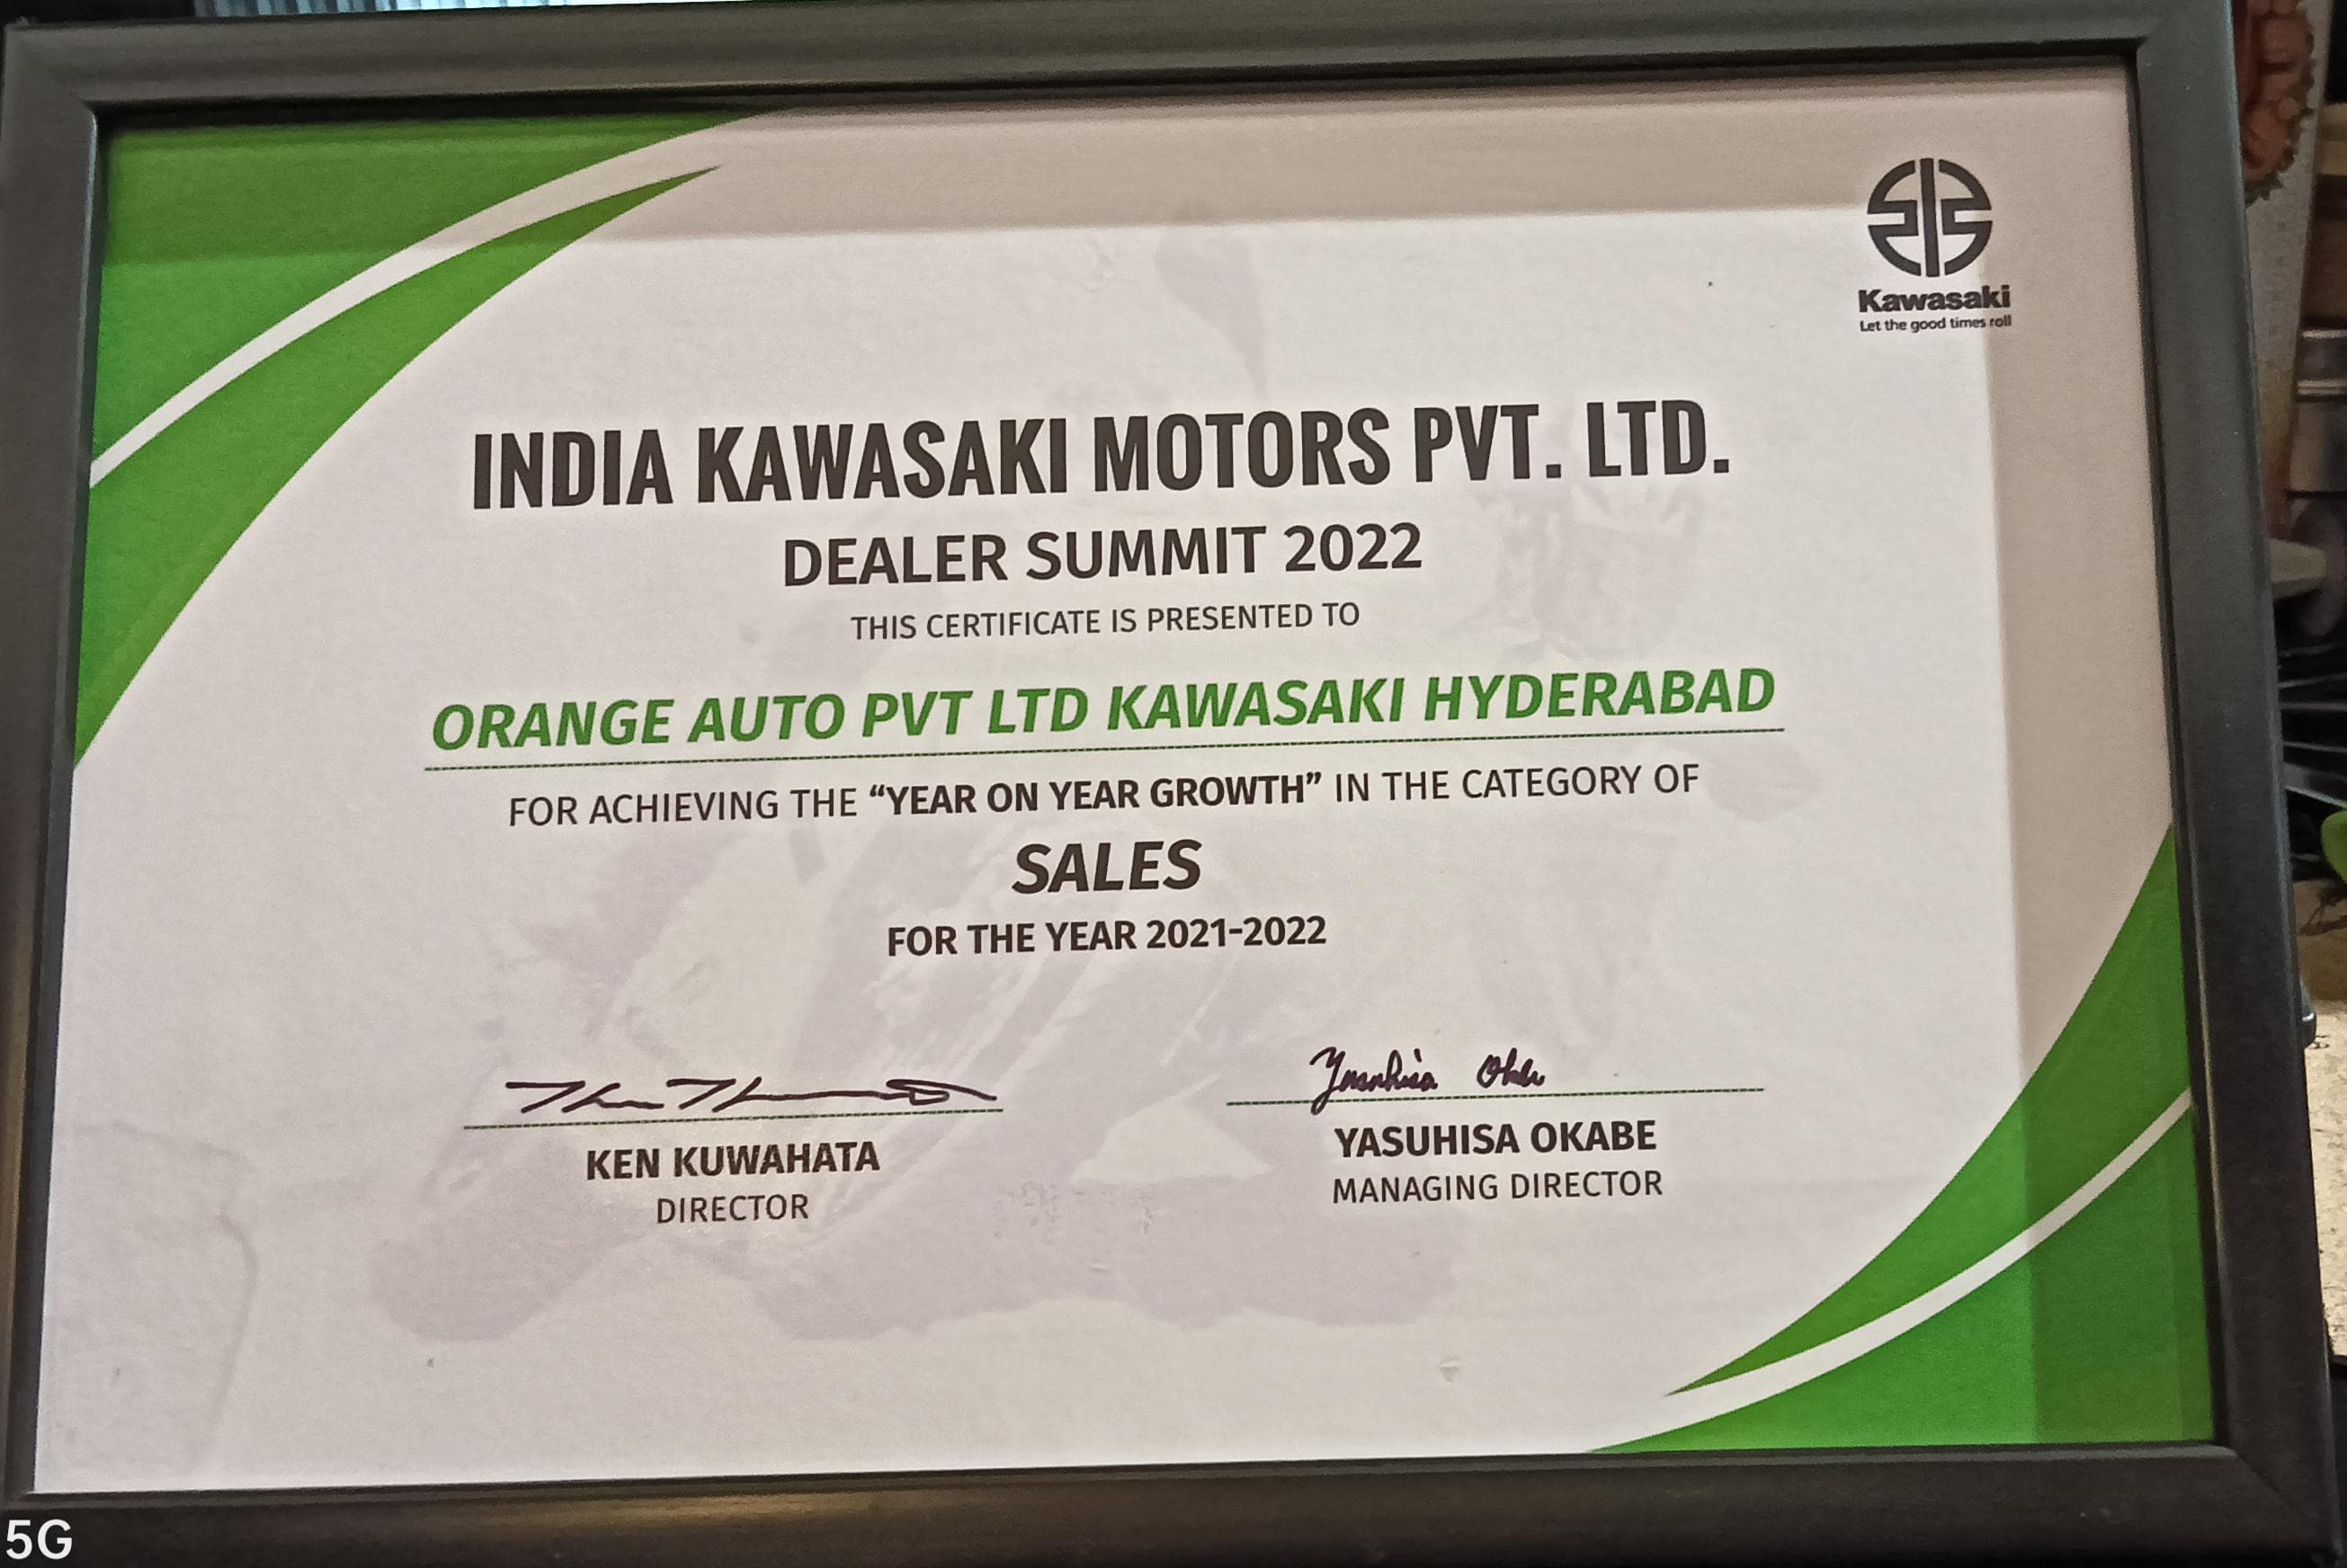 Kawasaki
Let the good times roll
INDIA KAWASAKI MOTORS PVT. LTD.
DEALER SUMMIT 2022
THIS CERTIFICATE IS PRESENTED TO
ORANGE AUTO PVT LTD KAWASAKI HYDERABAD
FOR ACHIEVING THE “YEAR ON YEAR GROWTH” IN THE CATEGORY OF
SALES
FOR THE YEAR 2021-2022
Yasuhisa Okabe
KEN KUWAHATA
DIRECTOR
YASUHISA OKABE
MANAGING DIRECTOR
5G